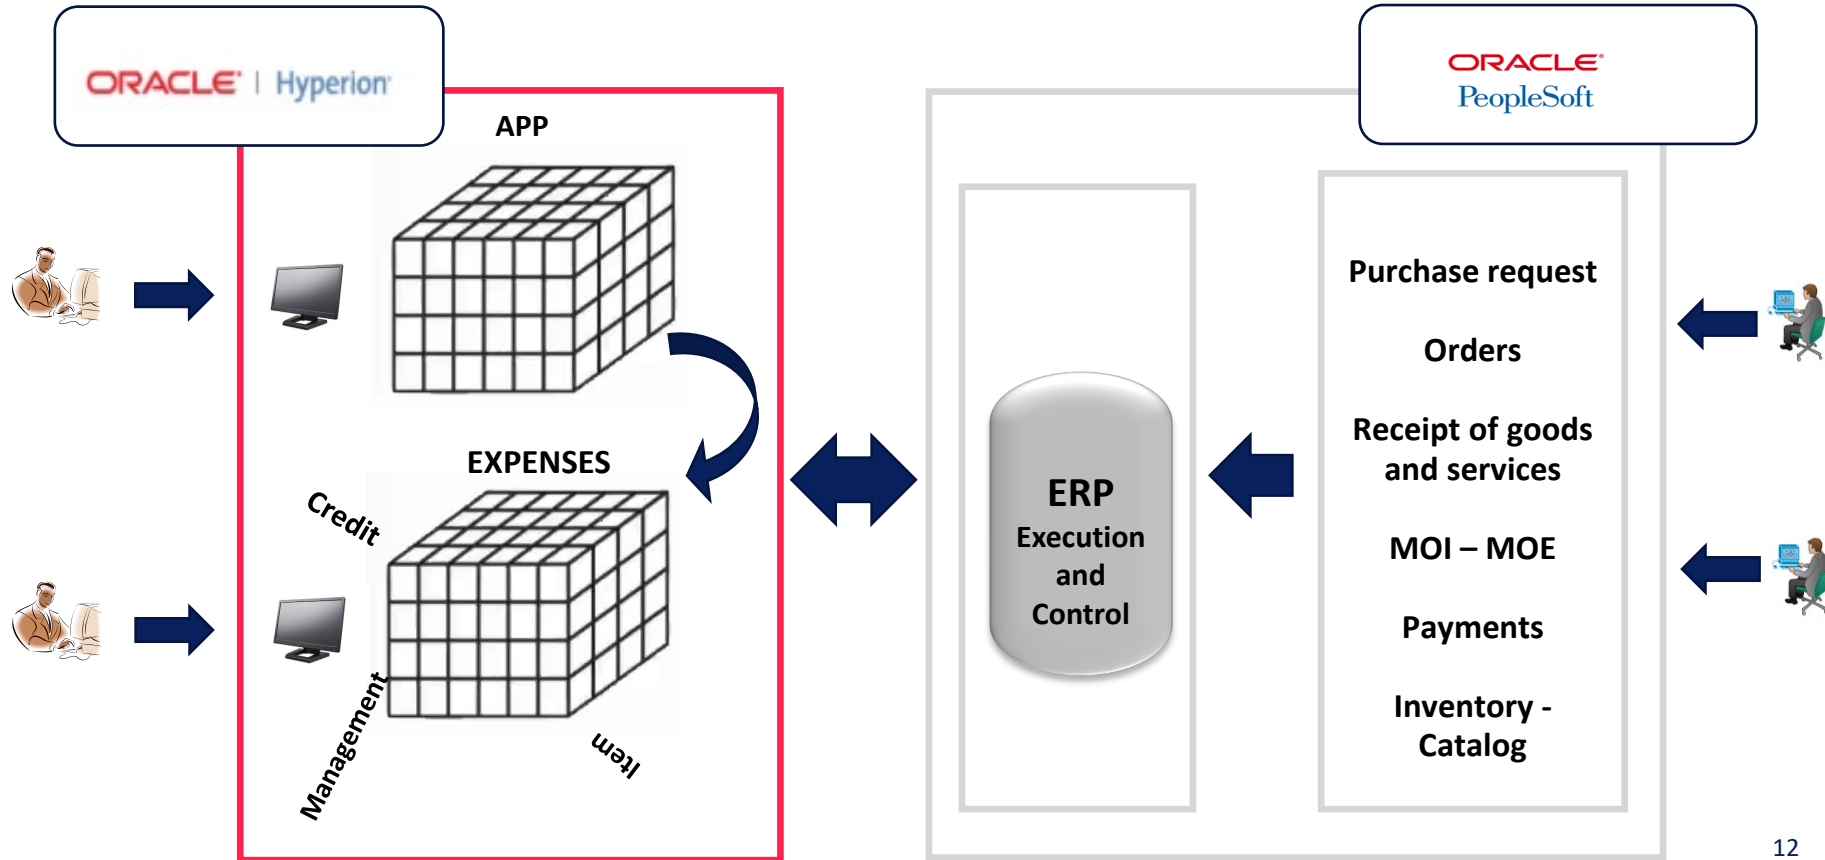 ORACLE | Hyperion
APP
EXPENSES
Credit
Management
Item
ORACLE
PeopleSoft
ERP
Execution
and
Control
Purchase request
Orders
Receipt of goods
and services
MOI – MOE
Payments
Inventory -
Catalog
12